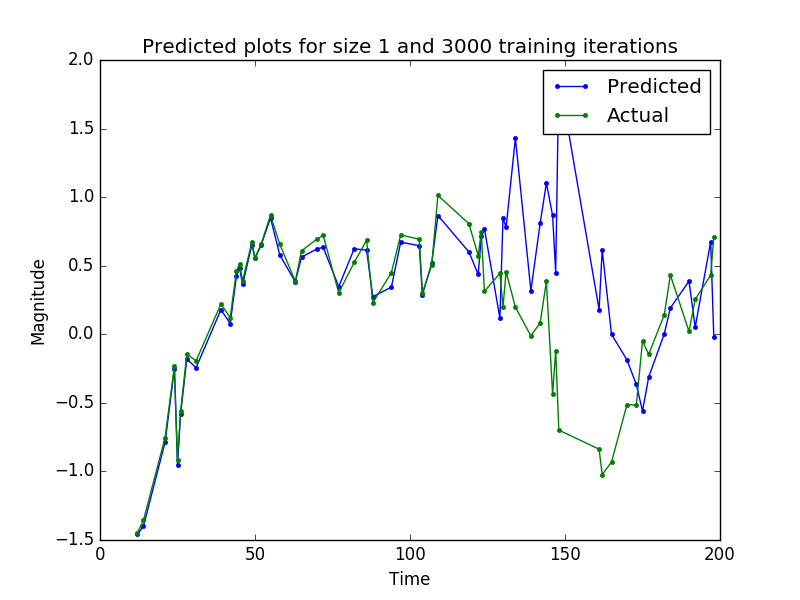 Predicted plots for size 1 and 3000 training iterations
2.0
1.5
1.0
0.5
0.0
−0.5
−1.0
−1.5
Magnitude
Predicted
Actual
0 50 100 150 200
Time